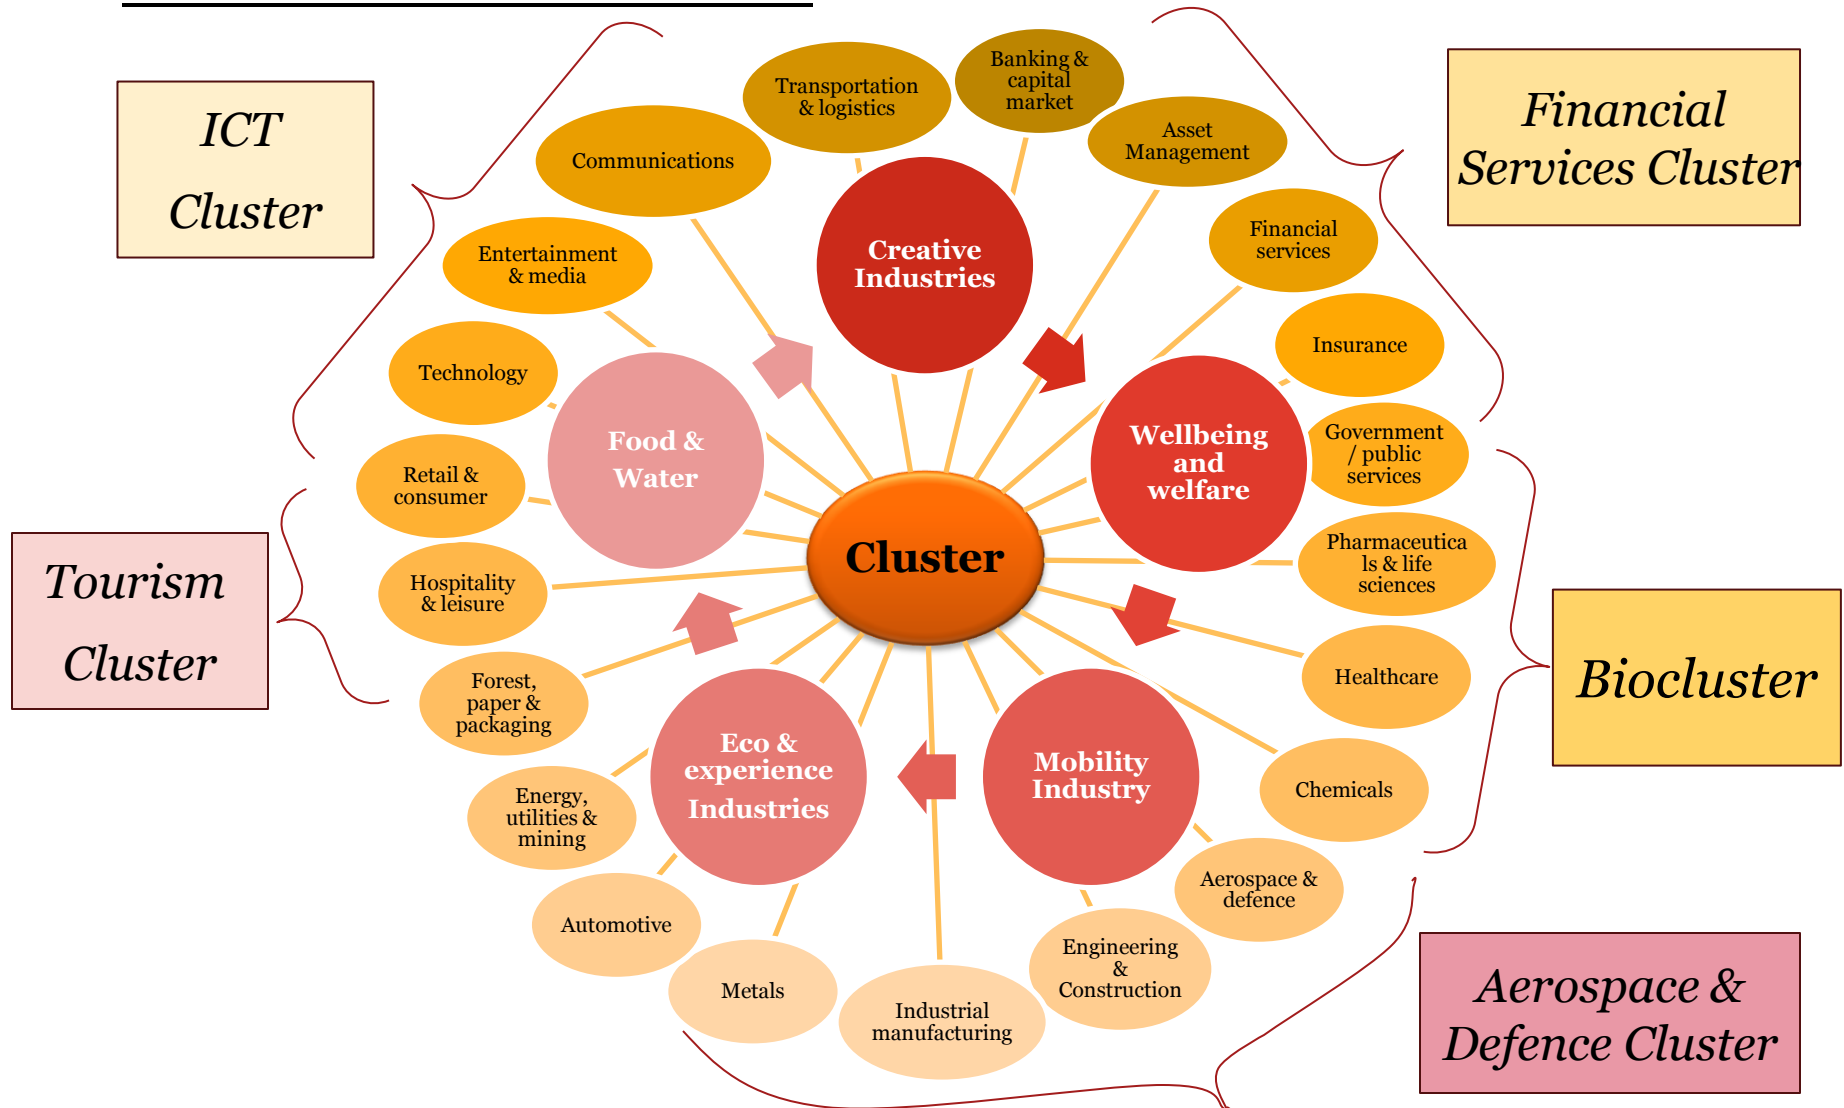 ICT
Cluster
Financial
Services Cluster
Tourism
Cluster
Biocluster
Aerospace &
Defence Cluster
Cluster
Creative
Industries
Wellbeing
and
welfare
Mobility
Industry
Eco &
experience
Industries
Food &
Water
Banking &
capital
market
Asset
Management
Financial
services
Insurance
Government
/ public
services
Pharmaceutica
ls & life
sciences
Healthcare
Chemicals
Aerospace &
defence
Engineering
&
Construction
Industrial
manufacturing
Metals
Automotive
Energy,
utilities &
mining
Forest,
paper &
packaging
Hospitality
& leisure
Retail &
consumer
Technology
Entertainment
& media
Communications
Transportation
& logistics